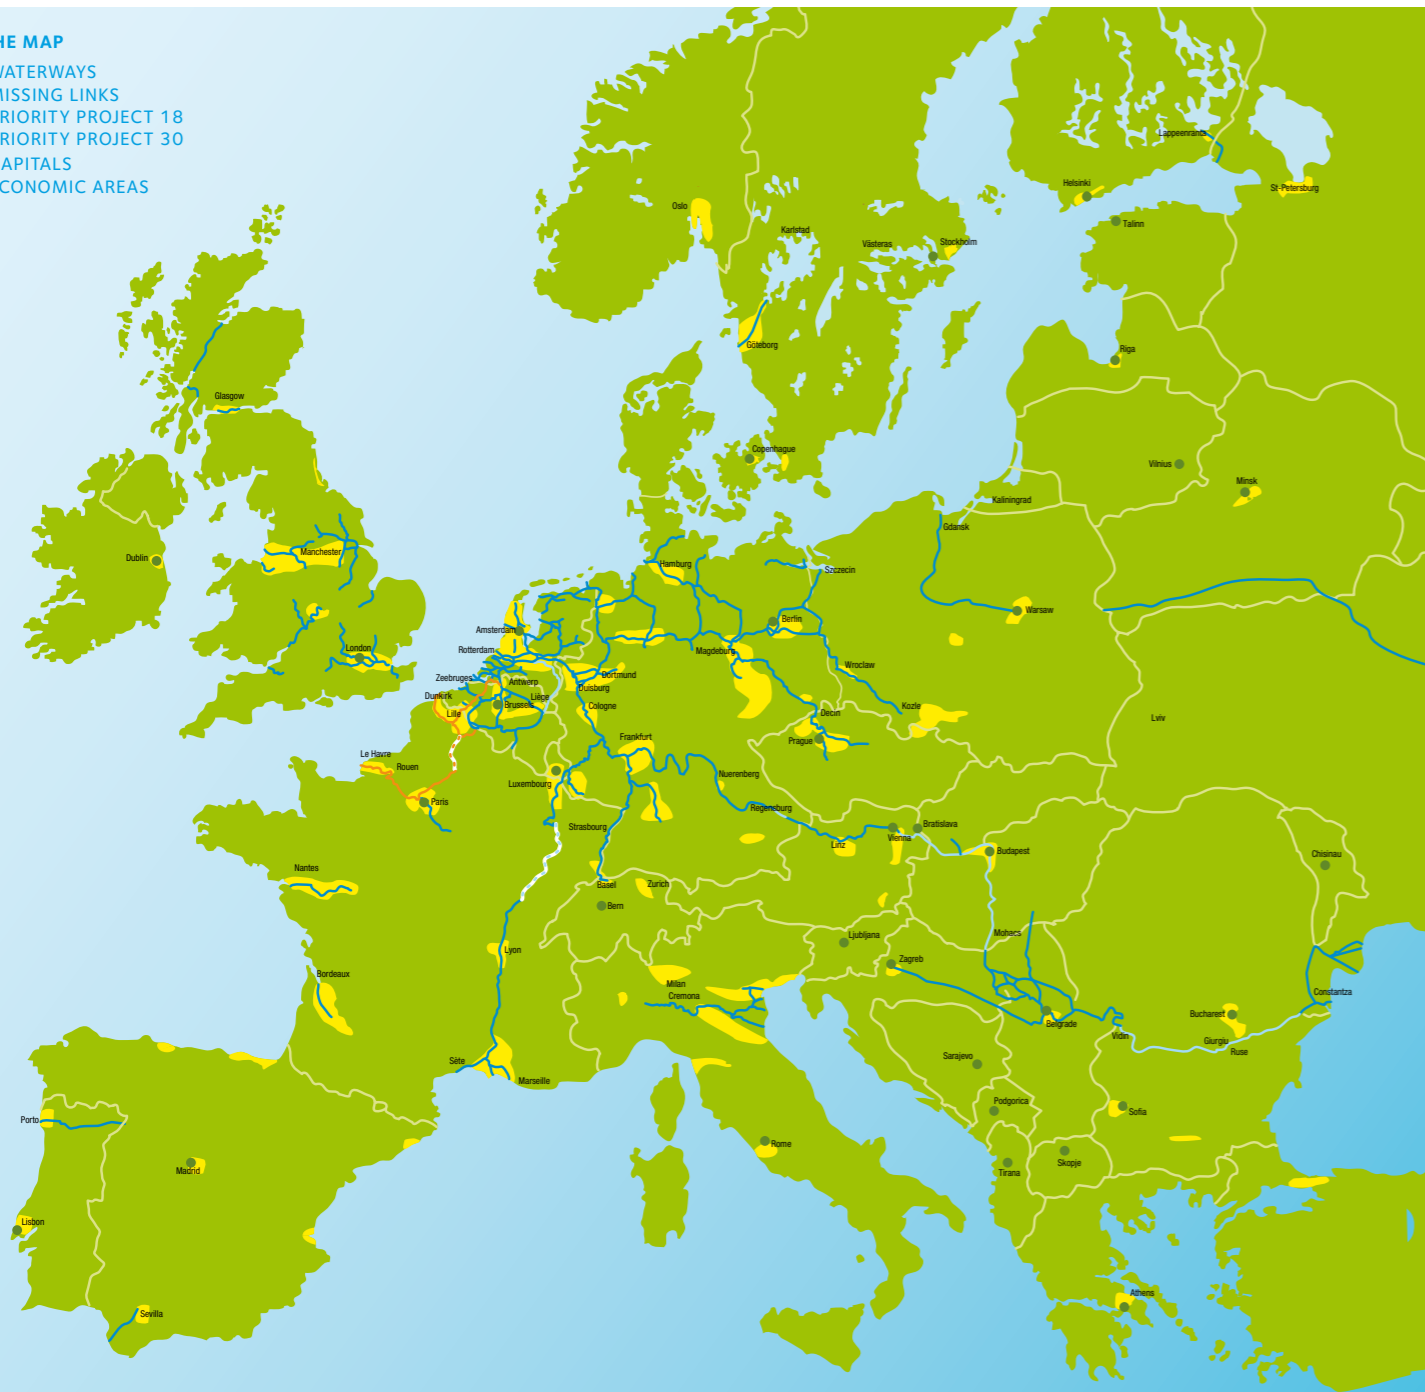 HE MAP
WATERWAYS
MISSING LINKS
RIORITY PROJECT 18
RIORITY PROJECT 30
APITALS
CONOMIC AREAS
Lappeenranta
Helsinki
St-Petersburg
Oslo
Karlstad
Talinn
Västeras
Stockholm
Göteborg
Riga
Glasgow
Copenhague
Vilnius
Minsk
Kaliningrad
Gdansk
Manchester
Dublin
Hamburg
Szczecin
Warsaw
Berlin
Amsterdam
London
Rotterdam
Magdeburg
Wroclaw
Dortmund
Zeebruges
Antwerp
Duisburg
Dunkirk
Liège
Brussels
Cologne
Kozle
Lille
Decin
Lviv
Frankfurt
Prague
Le Havre
Rouen
Nuerenberg
Luxembourg
Paris
Regensburg
Strasbourg
Bratislava
Vienna
Linz
Budapest
Chisinau
Nantes
Basel
Zurich
Bern
Mohacs
Ljubljana
Lyon
Zagreb
Bordeaux
Milan
Cremona
Constantza
Bucharest
Belgrade
Vidin
Giurgiu
Ruse
Sète
Sarajevo
Marseille
Podgorica
Sofia
Porto
Rome
Skopje
Madrid
Tirana
Lisbon
Athens
Sevilla